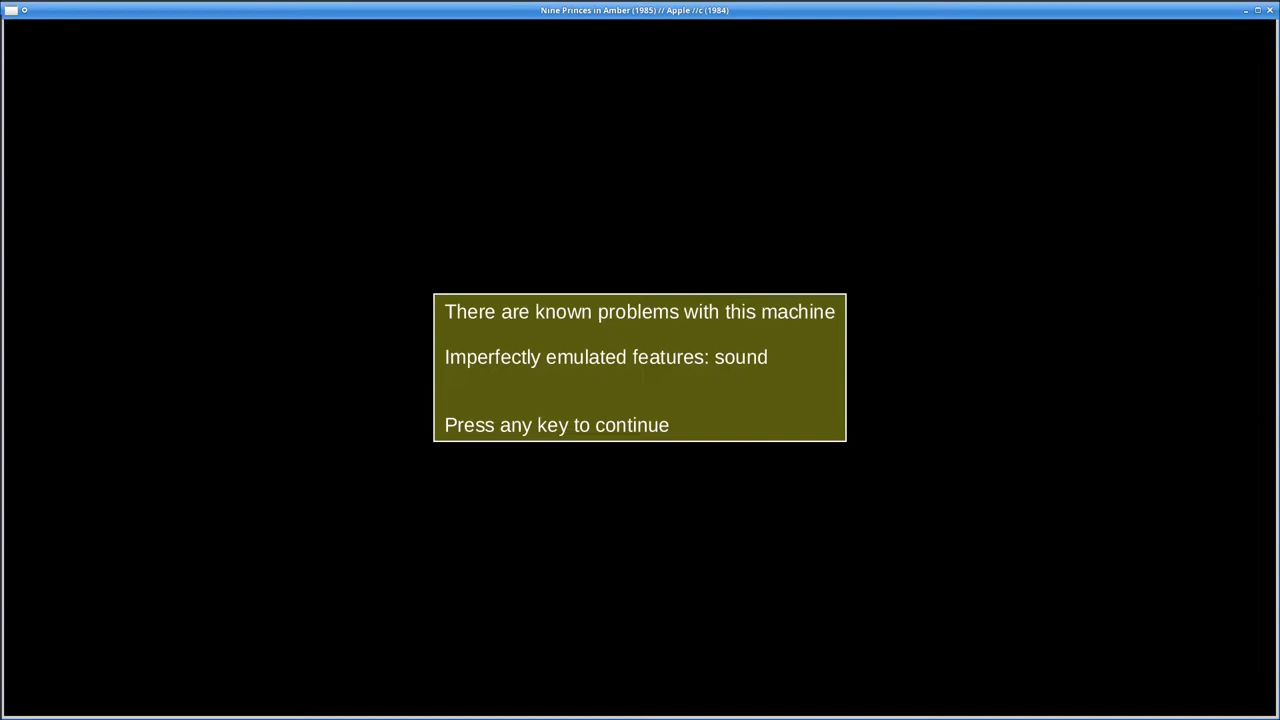 Nine Princes in Amber (1985) // Apple //c (1984)
There are known problems with this machine
Imperfectly emulated features: sound
Press any key to continue